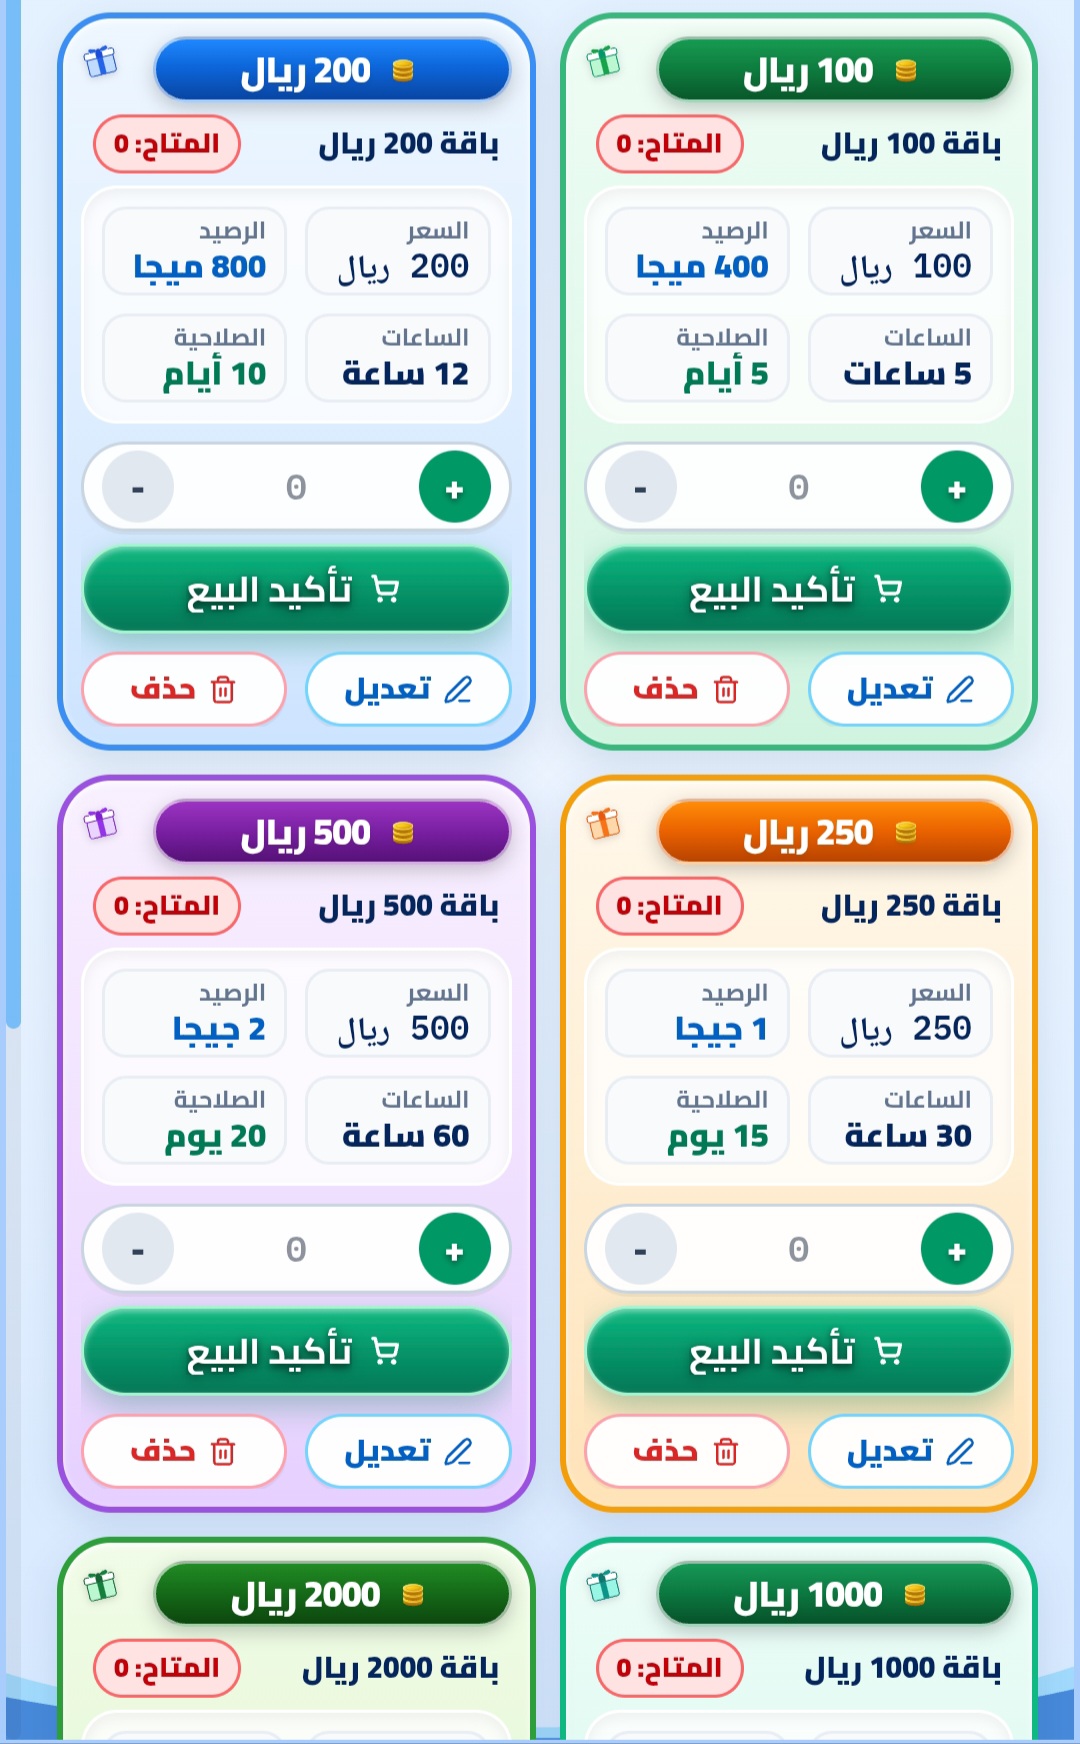 100 ريال
باقة 100 ريال
المتاح: 0
السعر
100 ريال
الرصيد
400 ميجا
الساعات
5 ساعات
الصلاحية
5 أيام
+
0
-
تأكيد البيع
تعديل
حذف
200 ريال
باقة 200 ريال
المتاح: 0
السعر
200 ريال
الرصيد
800 ميجا
الساعات
12 ساعة
الصلاحية
10 أيام
+
0
-
تأكيد البيع
تعديل
حذف
250 ريال
باقة 250 ريال
المتاح: 0
السعر
250 ريال
الرصيد
1 جيجا
الساعات
30 ساعة
الصلاحية
15 يوم
+
0
-
تأكيد البيع
تعديل
حذف
500 ريال
باقة 500 ريال
المتاح: 0
السعر
500 ريال
الرصيد
2 جيجا
الساعات
60 ساعة
الصلاحية
20 يوم
+
0
-
تأكيد البيع
تعديل
حذف
1000 ريال
باقة 1000 ريال
المتاح: 0
2000 ريال
باقة 2000 ريال
المتاح: 0